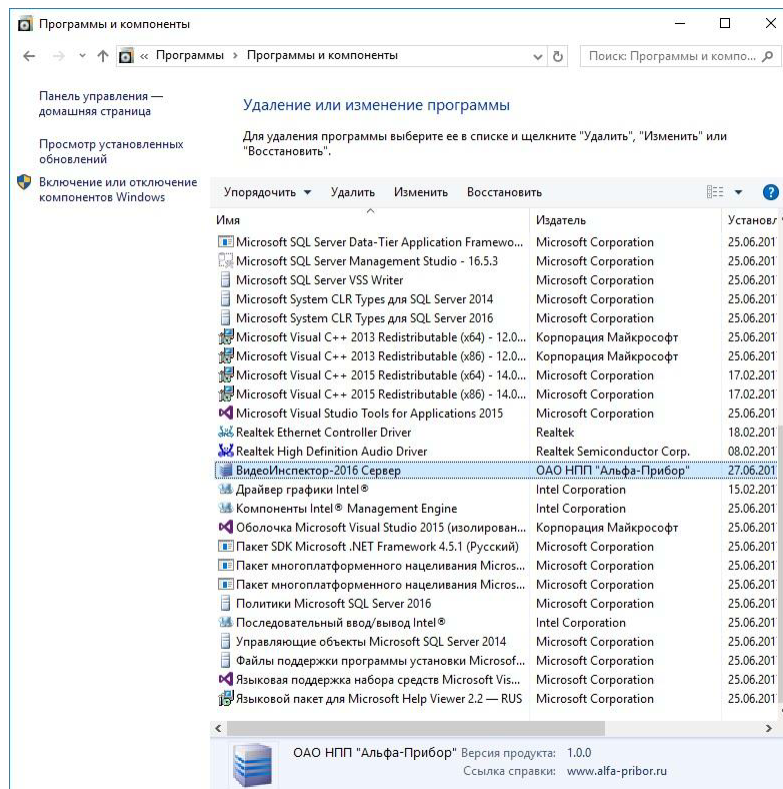 Программы и компоненты
« Программы > Программы и компоненты
Поиск: Программы и компо...
Панель управления —
домашняя страница
Просмотр установленных
обновлений
Включение или отключение
компонентов Windows
Удаление или изменение программы
Для удаления программы выберите ее в списке и щелкните "Удалить", "Изменить" или
"Восстановить".
Упорядочить Удалить Изменить Восстановить ?
Имя Издатель Установл
Microsoft SQL Server Data-Tier Application Framewo... Microsoft Corporation 25.06.201
Microsoft SQL Server Management Studio - 16.5.3 Microsoft Corporation 25.06.201
Microsoft SQL Server VSS Writer Microsoft Corporation 25.06.201
Microsoft System CLR Types для SQL Server 2014 Microsoft Corporation 25.06.201
Microsoft System CLR Types для SQL Server 2016 Microsoft Corporation 25.06.201
Microsoft Visual C++ 2013 Redistributable (x64) - 12.0... Корпорация Майкрософт 25.06.201
Microsoft Visual C++ 2013 Redistributable (x86) - 12.0... Корпорация Майкрософт 25.06.201
Microsoft Visual C++ 2015 Redistributable (x64) - 14.0... Microsoft Corporation 17.02.201
Microsoft Visual C++ 2015 Redistributable (x86) - 14.0... Microsoft Corporation 17.02.201
Microsoft Visual Studio Tools for Applications 2015 Microsoft Corporation 25.06.201
Realtek Ethernet Controller Driver Realtek 18.02.201
Realtek High Definition Audio Driver Realtek Semiconductor Corp. 08.02.201
ВидеоИнспектор-2016 Сервер ОАО НПП "Альфа-Прибор" 27.06.201
Драйвер графики Intel® Intel Corporation 15.02.201
Компоненты Intel® Management Engine Intel Corporation 25.06.201
Оболочка Microsoft Visual Studio 2015 (изолирован... Корпорация Майкрософт 25.06.201
Пакет SDK Microsoft .NET Framework 4.5.1 (Русский) Microsoft Corporation 25.06.201
Пакет многоплатформенного нацеливания Micros... Microsoft Corporation 25.06.201
Пакет многоплатформенного нацеливания Micros... Microsoft Corporation 25.06.201
Политики Microsoft SQL Server 2016 Microsoft Corporation 25.06.201
Последовательный ввод/вывод Intel® Intel Corporation 25.06.201
Управляющие объекты Microsoft SQL Server 2014 Microsoft Corporation 25.06.201
Файлы поддержки программы установки Microsof... Microsoft Corporation 25.06.201
Языковая поддержка набора средств Microsoft Vis... Microsoft Corporation 25.06.201
Языковой пакет для Microsoft Help Viewer 2.2 — RUS Microsoft Corporation 25.06.201
ОАО НПП "Альфа-Прибор" Версия продукта: 1.0.0
Ссылка справки: www.alfa-pribor.ru